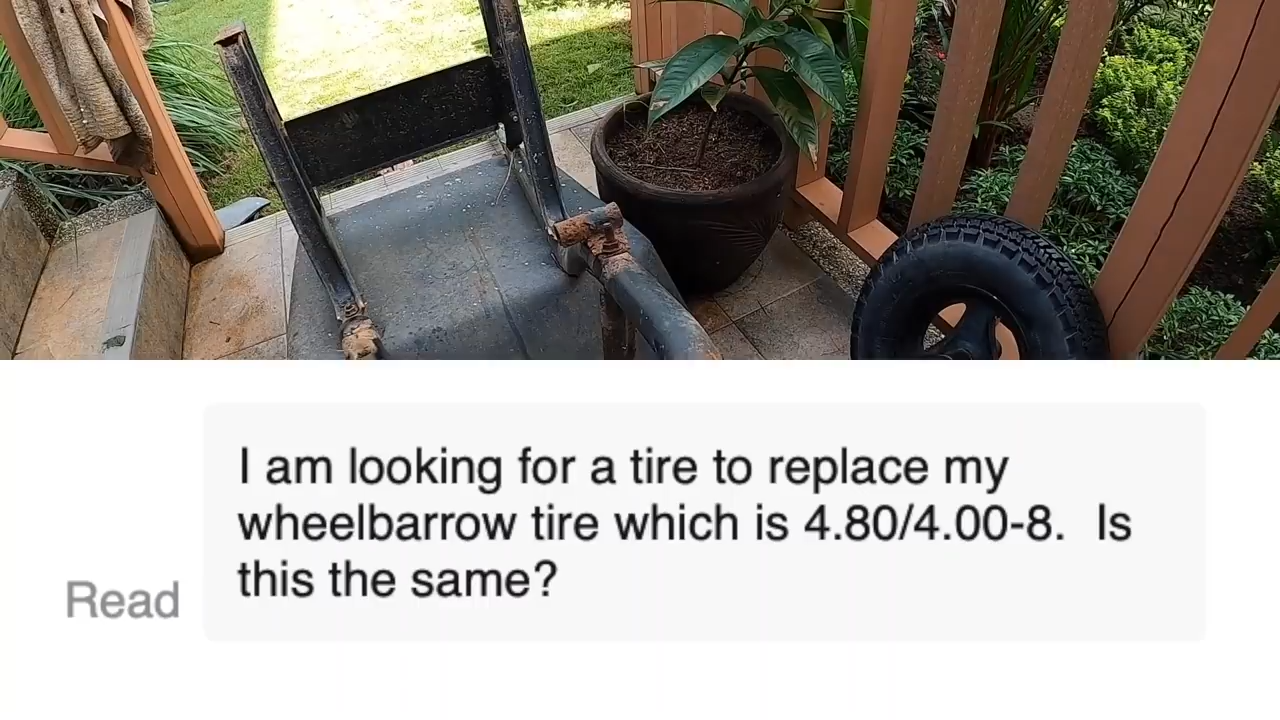 I am looking for a tire to replace my
wheelbarrow tire which is 4.80/4.00-8.  Is
this the same?
Read